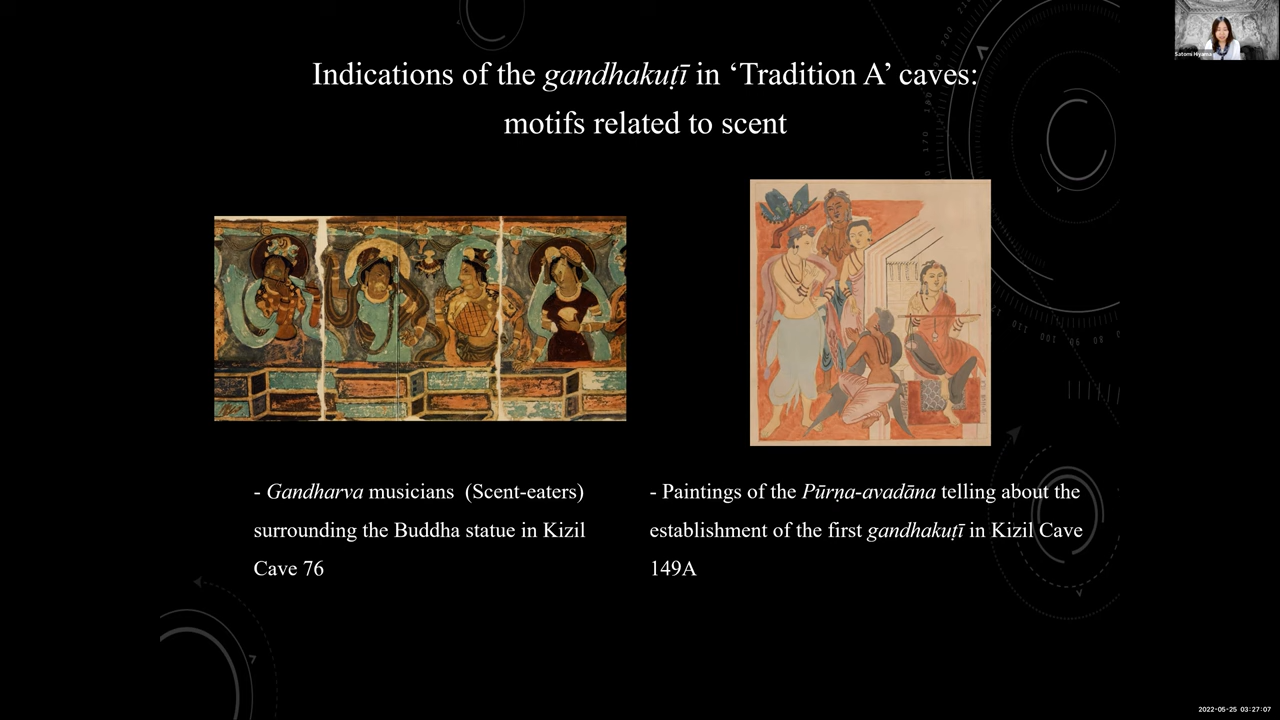 Indications of the gandhakuṭī in ‘Tradition A’ caves:
motifs related to scent
- Gandharva musicians (Scent-eaters)
surrounding the Buddha statue in Kizil
Cave 76
- Paintings of the Pūrṇa-avadāna telling about the
establishment of the first gandhakuṭī in Kizil Cave
149A
Satomi Hiyama
2022-05-25 03:27:07